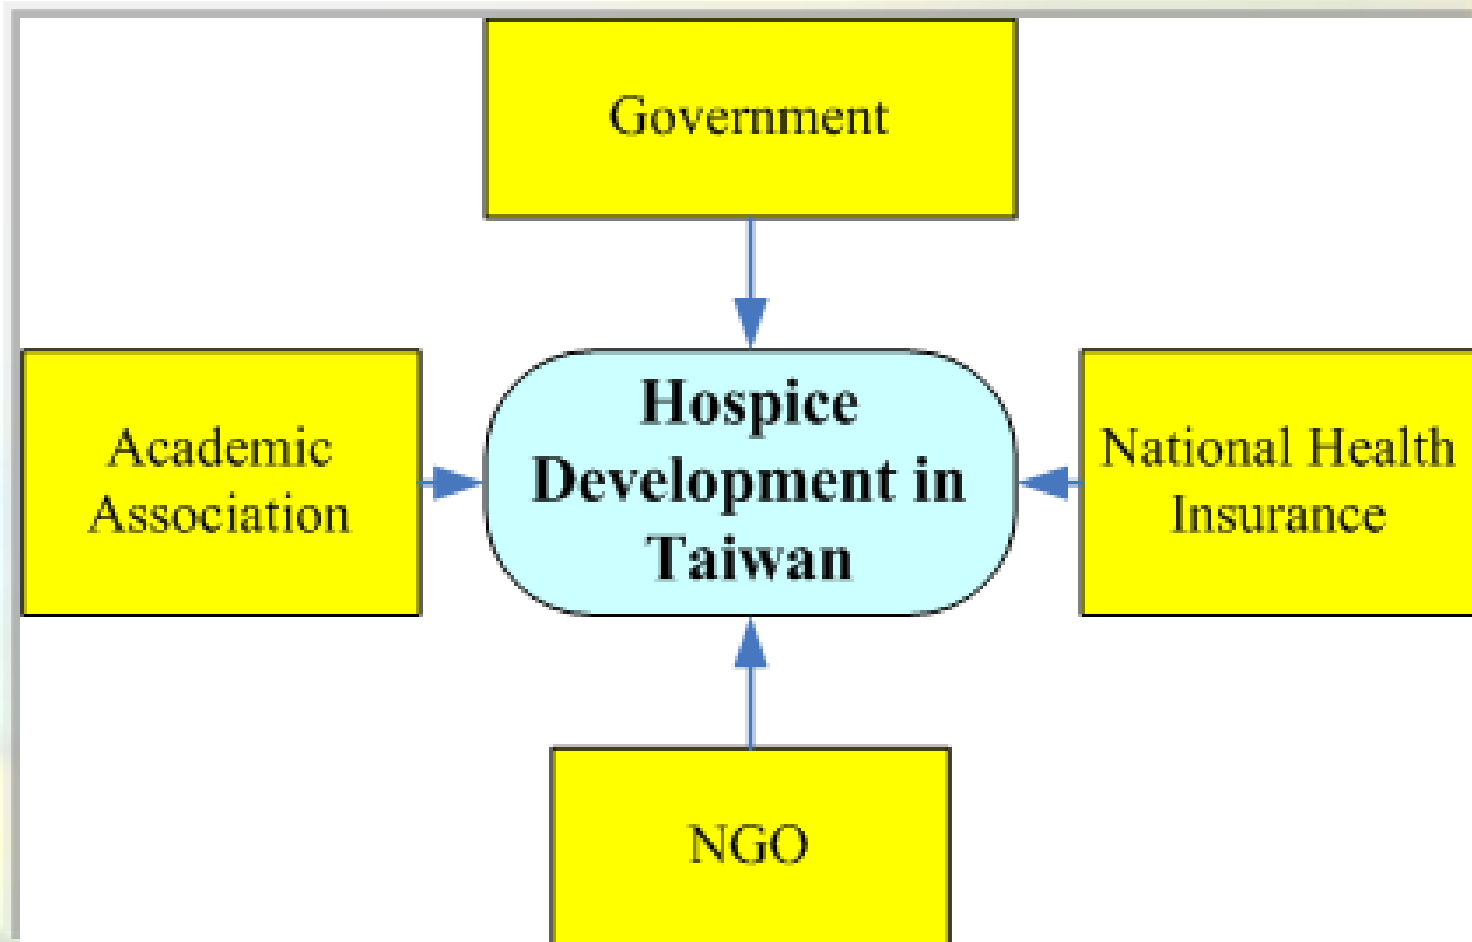 Government
Academic
Association
Hospice
Development in
Taiwan
National Health
Insurance
NGO